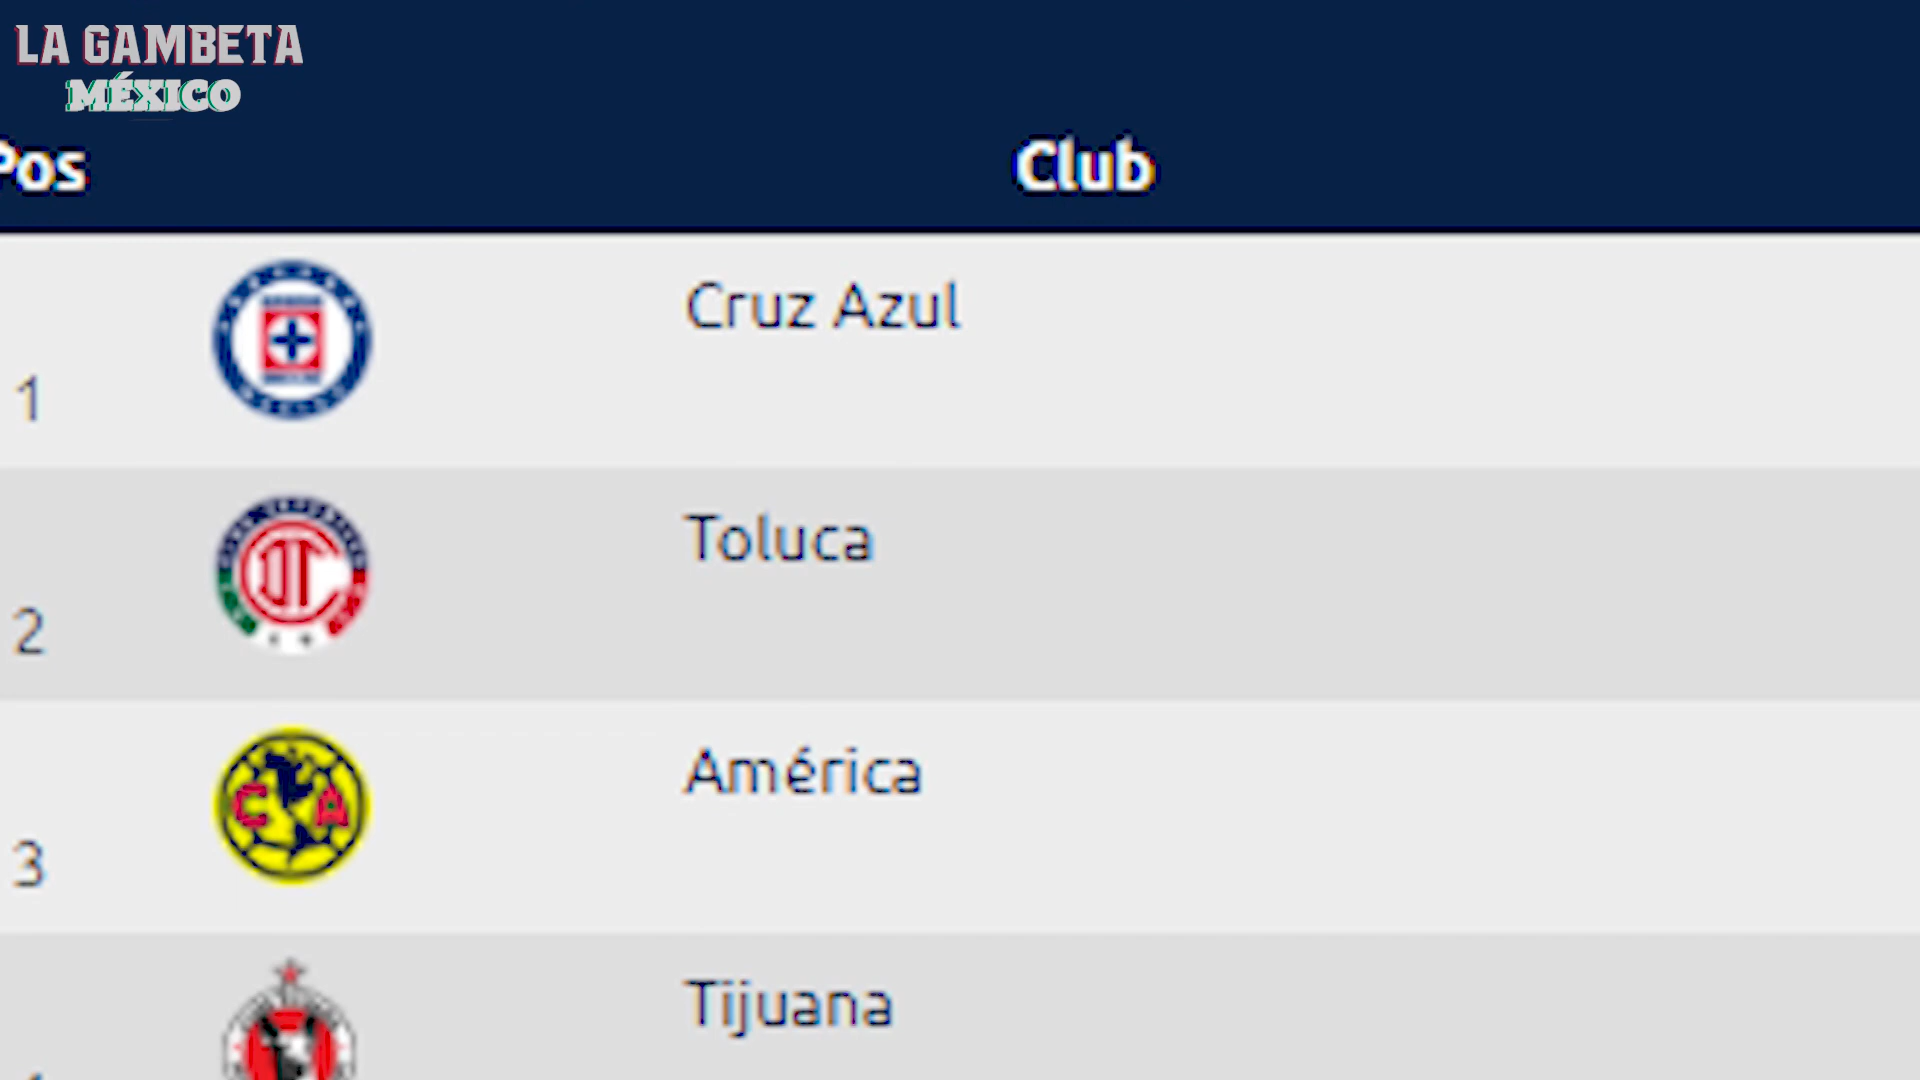 LA GAMBETA
MÉXICO
Pos Club
1 Cruz Azul
2 Toluca
3 América
C A
Tijuana